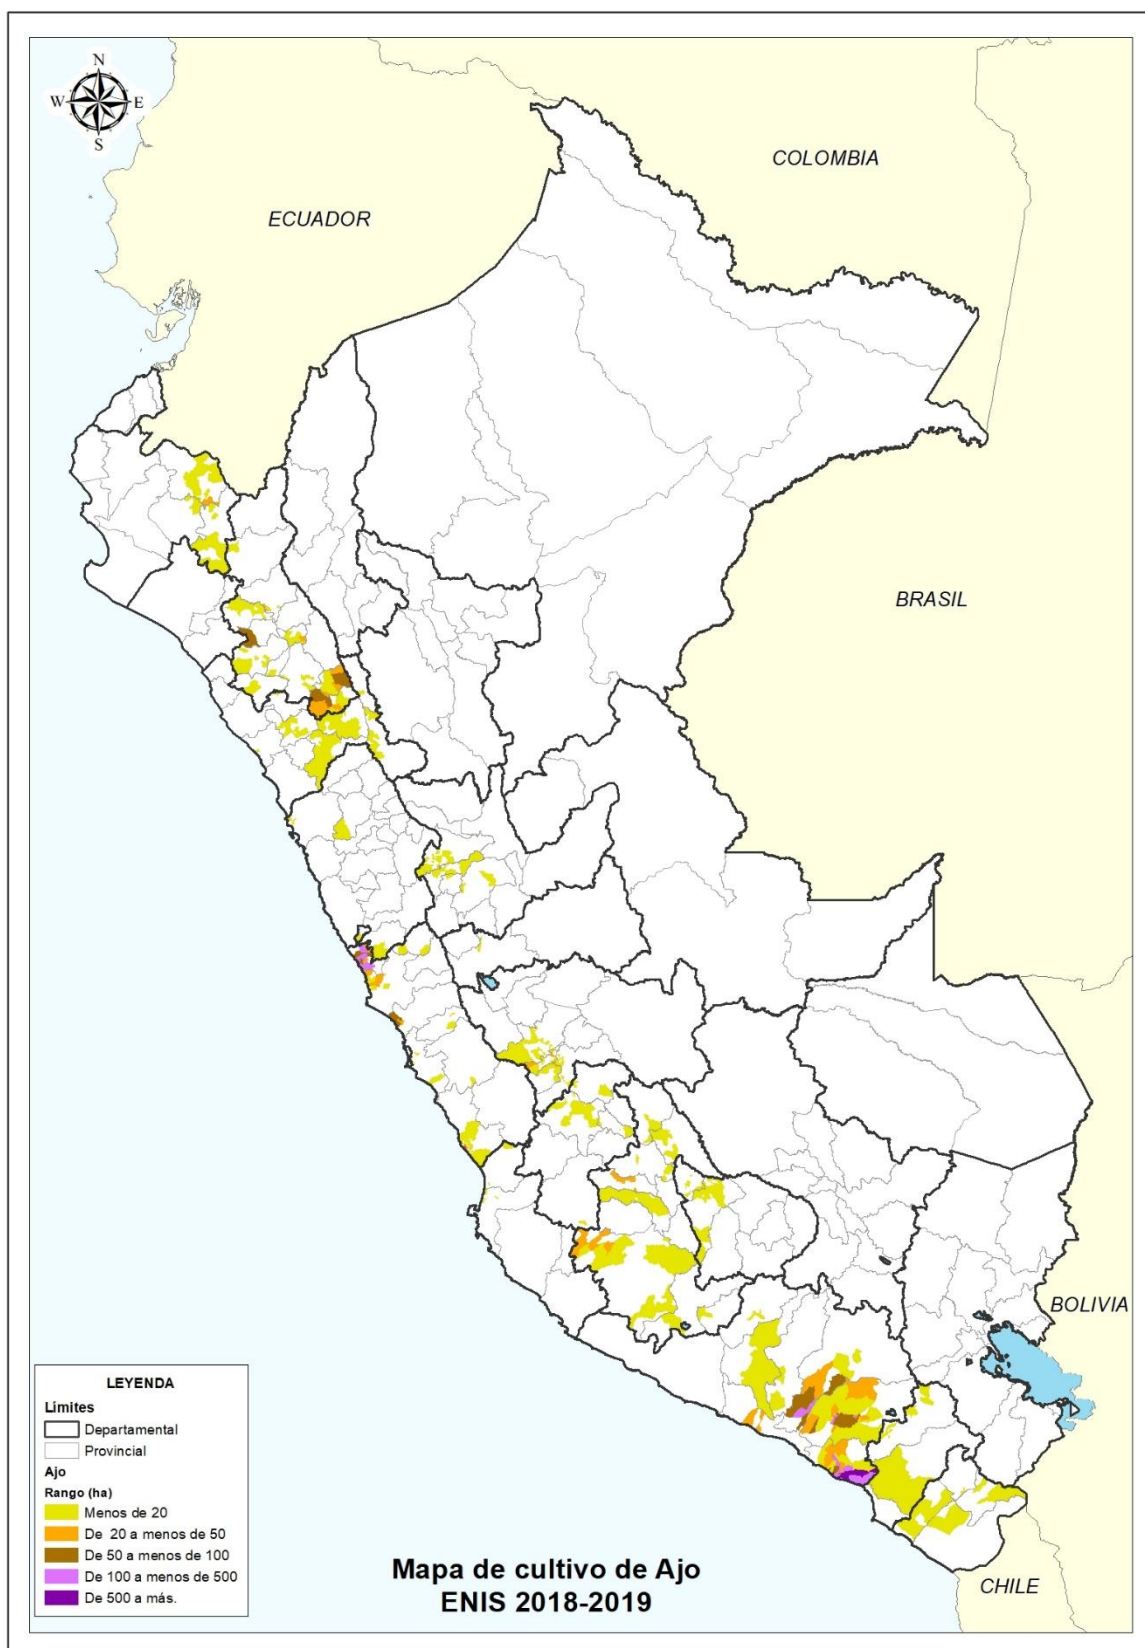 N
W E
S
COLOMBIA
ECUADOR
BRASIL
BOLIVIA
LEYENDA
Limites
Departamental
Provincial
Ajo
Rango (ha)
Menos de 20
De 20 a menos de 50
De 50 a menos de 100
De 100 a menos de 500
De 500 a más.
Mapa de cultivo de Ajo
ENIS 2018-2019
CHILE